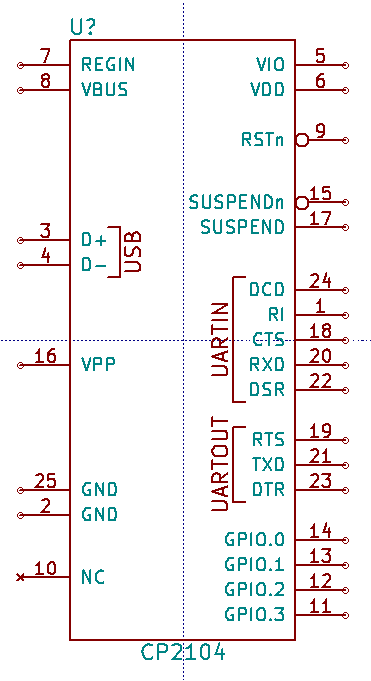 U?
7 REGIN VIO 5
8 VBUS VDD 6
RSTn 9
SUSPENDn 15
SUSPEND 17
3 D+
4 D-
USB
UARTIN
DCD 24
RI 1
CTS 18
16 VPP RXD 20
DSR 22
UARTOUT
RTS 19
TXD 21
25 GND DTR 23
2 GND
GPIO.0 14
GPIO.1 13
10 NC GPIO.2 12
GPIO.3 11
CP2104